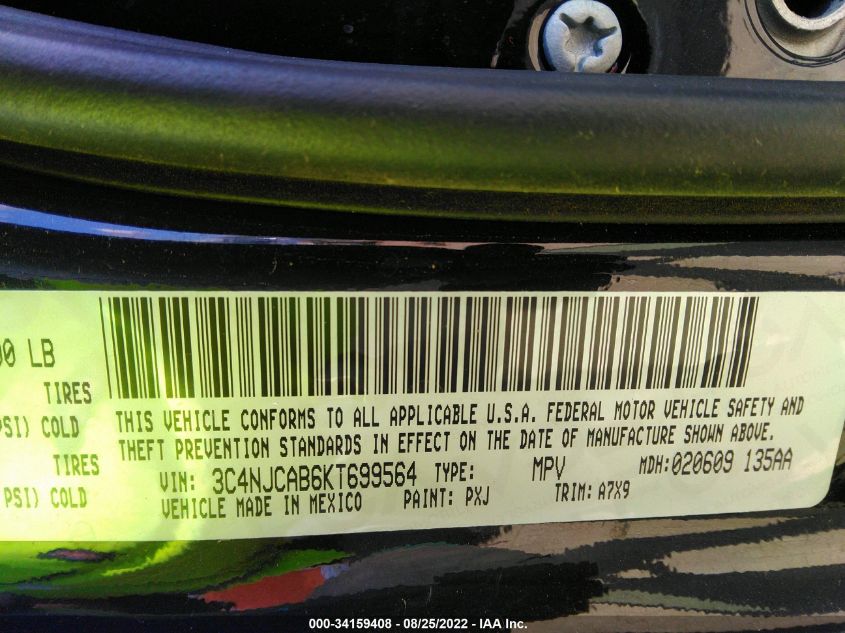 00 LB
TIRES
PSI) COLD
TIRES
PSI) COLD
THIS VEHICLE CONFORMS TO ALL APPLICABLE U.S.A. FEDERAL MOTOR VEHICLE SAFETY AND
THEFT PREVENTION STANDARDS IN EFFECT ON THE DATE OF MANUFACTURE SHOWN ABOVE.
VIN: 3C4NJCAB6KT699564 TYPE: MPV MDH:020609 135AA
VEHICLE MADE IN MEXICO PAINT: PXJ TRIM: A7X9
000-34159408 - 08/25/2022 - IAA Inc.